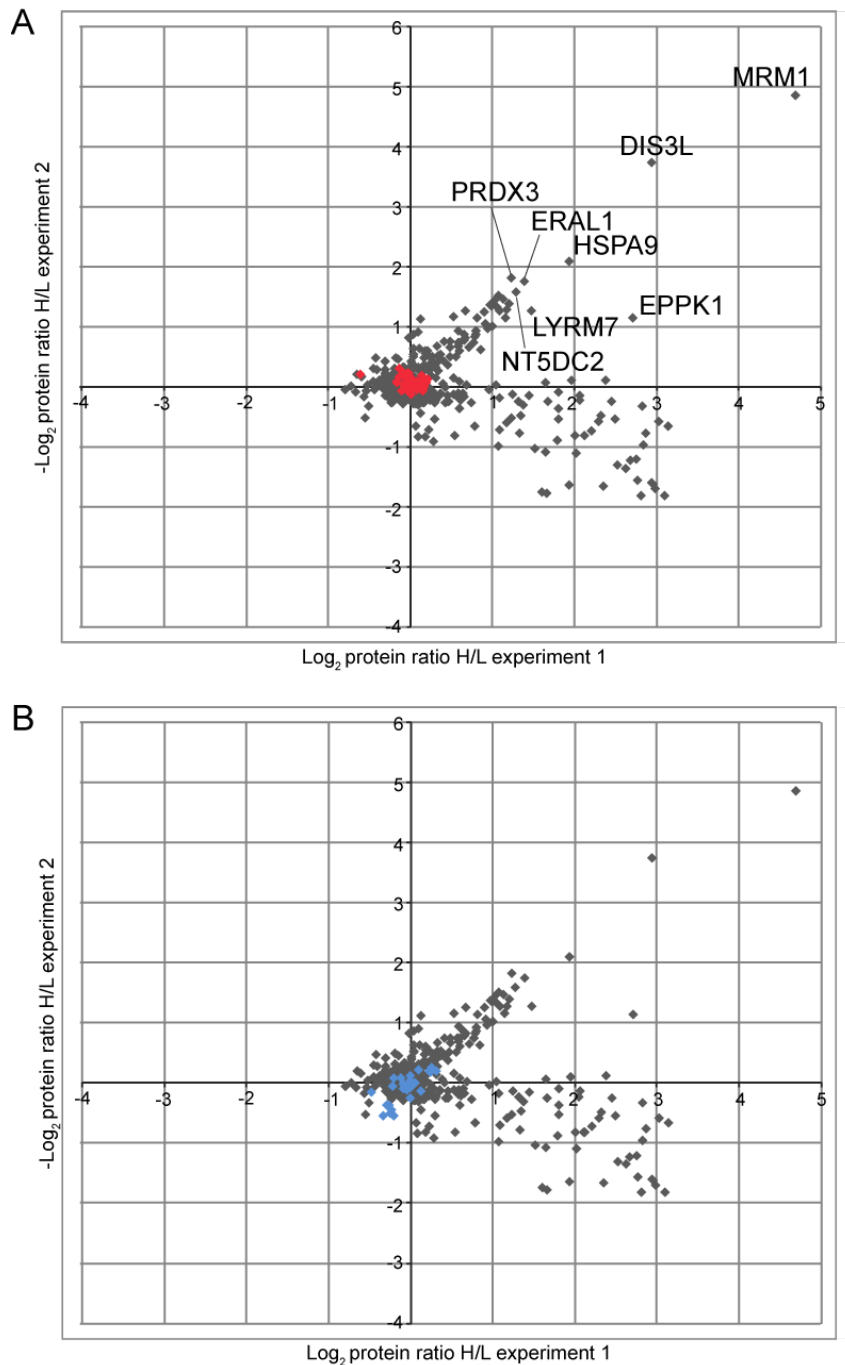 A
6
5
4
3
2
1
-1
-2
-3
-4
-4
-3
-2
-1
1
2
3
4
5
MRM1
DIS3L
PRDX3
ERAL1
HSPA9
EPPK1
LYRM7
NT5DC2
-Log2 protein ratio H/L experiment 2
Log2 protein ratio H/L experiment 1
B
6
5
4
3
2
1
-1
-2
-3
-4
-4
-3
-2
-1
1
2
3
4
5
-Log2 protein ratio H/L experiment 2
Log2 protein ratio H/L experiment 1